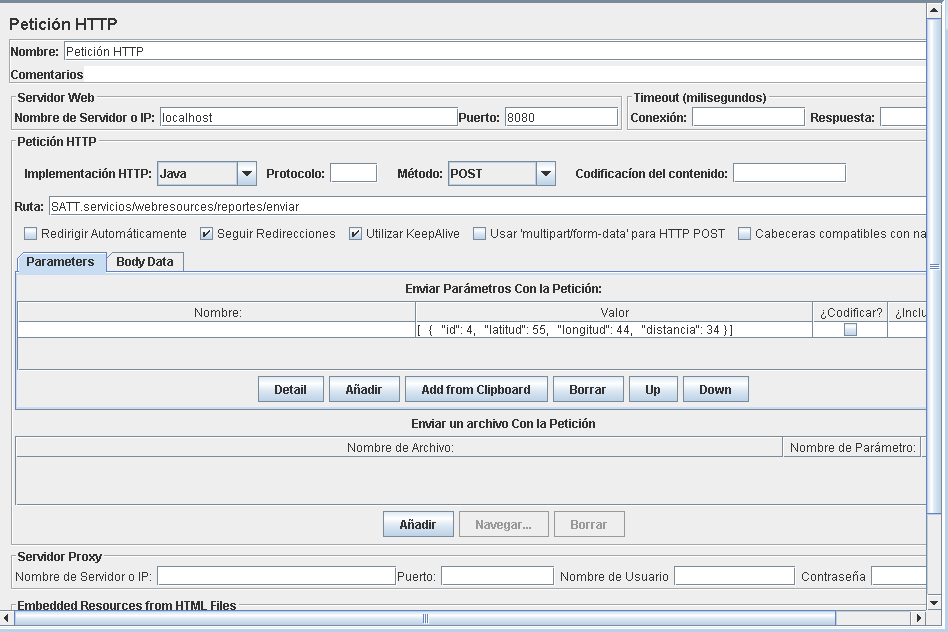 Petición HTTP
Nombre: Petición HTTP
Comentarios
Servidor Web
Nombre de Servidor o IP: localhost Puerto: 8080
Timeout (milisegundos)
Conexión: Respuesta:
Petición HTTP
Implementación HTTP: Java Protocolo: Método: POST Codificacíon del contenido:
Ruta: SATT.servicios/webresources/reportes/enviar
Redirigir Automáticamente Seguir Redirecciones Utilizar KeepAlive Usar 'multipart/form-data' para HTTP POST Cabeceras compatibles con na
Parameters Body Data
Enviar Parámetros Con la Petición:
Nombre: Valor ¿Codificar? ¿Inclu
[ { "id": 4, "latitud": 55, "longitud": 44, "distancia": 34 } ]
Detail Añadir Add from Clipboard Borrar Up Down
Enviar un archivo Con la Petición
Nombre de Archivo: Nombre de Parámetro:
Añadir Navegar... Borrar
Servidor Proxy
Nombre de Servidor o IP: Puerto: Nombre de Usuario Contraseña
Embedded Resources from HTML Files